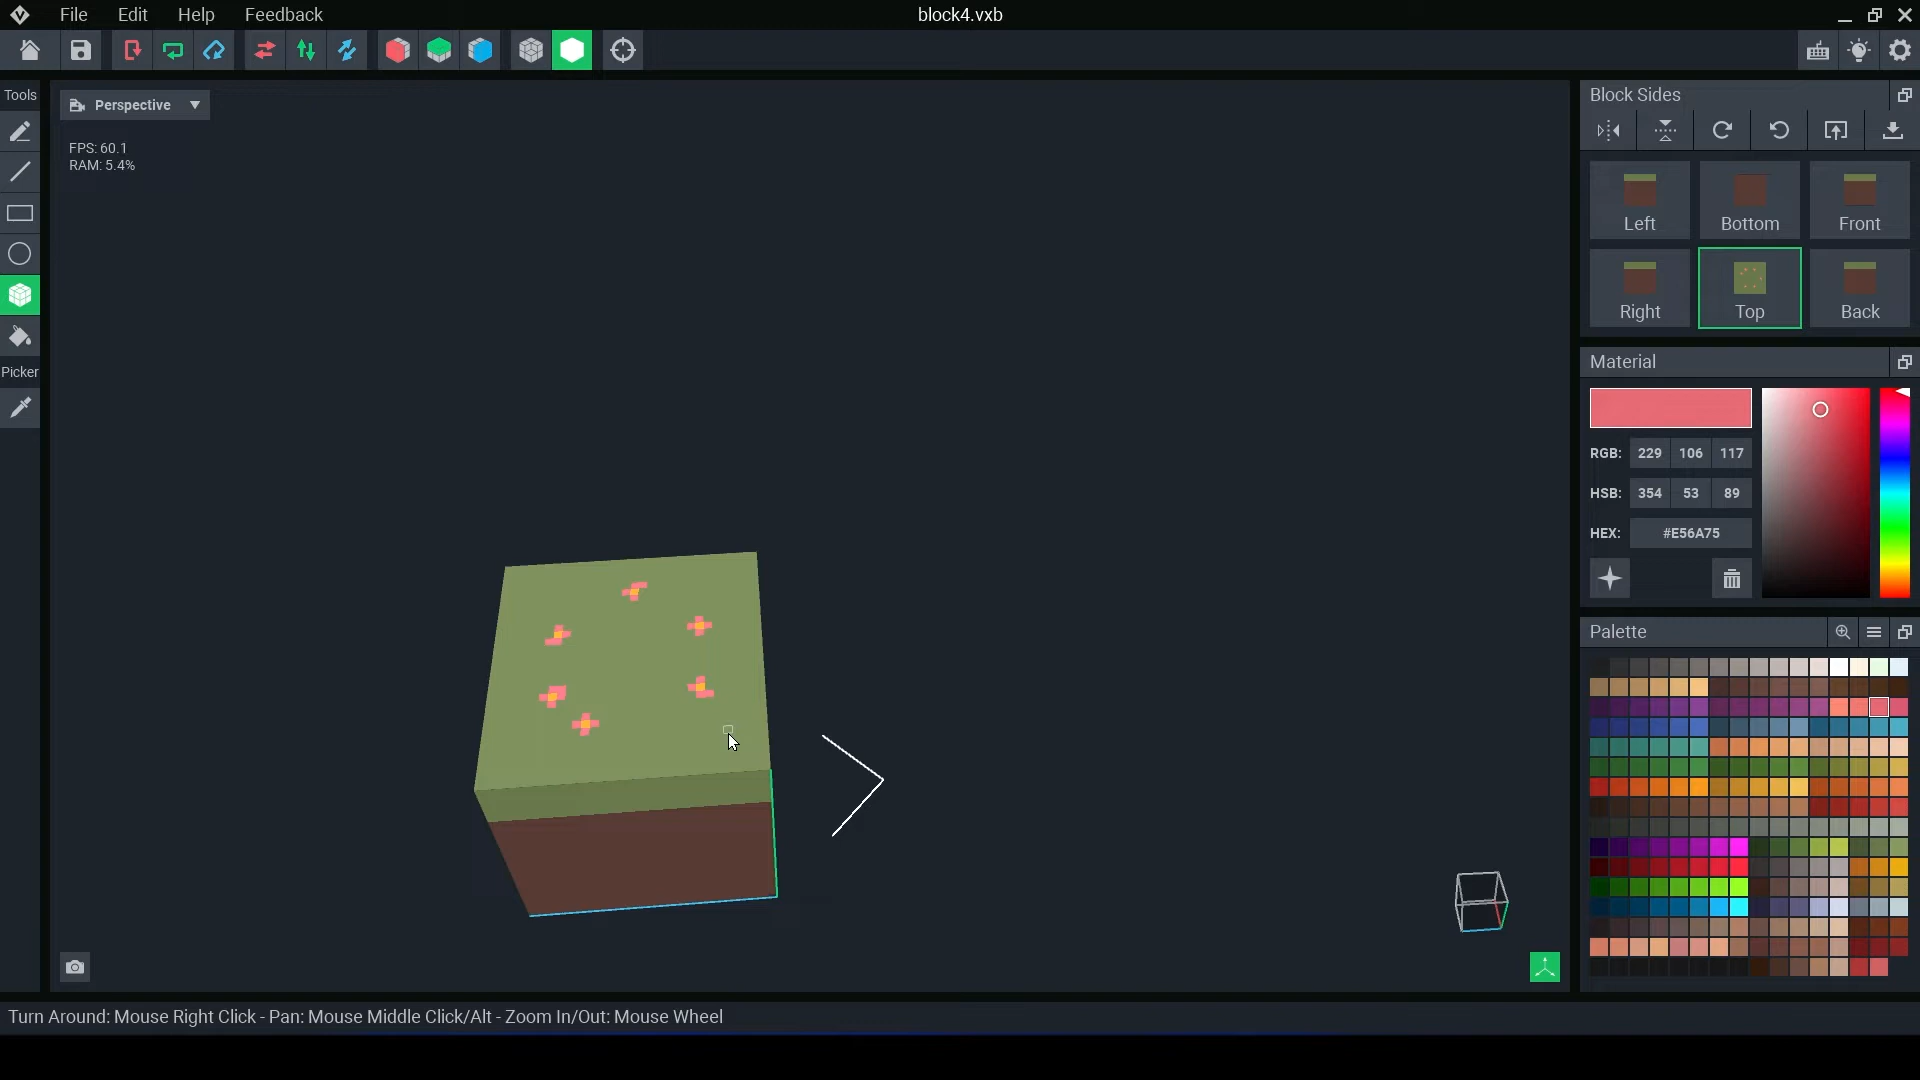 File Edit Help Feedback block4.vxb
Tools
Perspective
FPS: 60.1
RAM: 5.4%
Picker
Block Sides
Left Bottom Front
Right Top Back
Material
RGB: 229 106 117
HSB: 354 53 89
HEX: #E56A75
Palette
Turn Around: Mouse Right Click - Pan: Mouse Middle Click/Alt - Zoom In/Out: Mouse Wheel